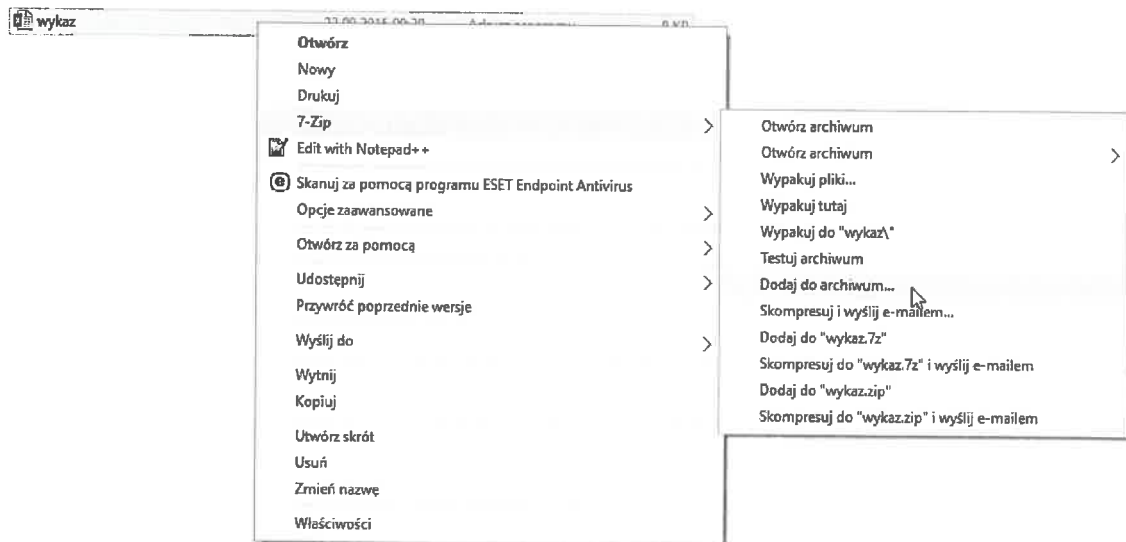 wykaz
Otwórz
Nowy
Drukuj
7-Zip
Edit with Notepad++
Skanuj za pomocą programu ESET Endpoint Antivirus
Opcje zaawansowane
Otwórz za pomocą
Udostępnij
Przywróć poprzednie wersje
Wyślij do
Wytnij
Kopiuj
Utwórz skrót
Usuń
Zmień nazwę
Właściwości
Otwórz archiwum
Otwórz archiwum
Wypakuj pliki...
Wypakuj tutaj
Wypakuj do "wykaz\"
Testuj archiwum
Dodaj do archiwum...
Skompresuj i wyślij e-mailem...
Dodaj do "wykaz.7z"
Skompresuj do "wykaz.7z" i wyślij e-mailem
Dodaj do "wykaz.zip"
Skompresuj do "wykaz.zip" i wyślij e-mailem